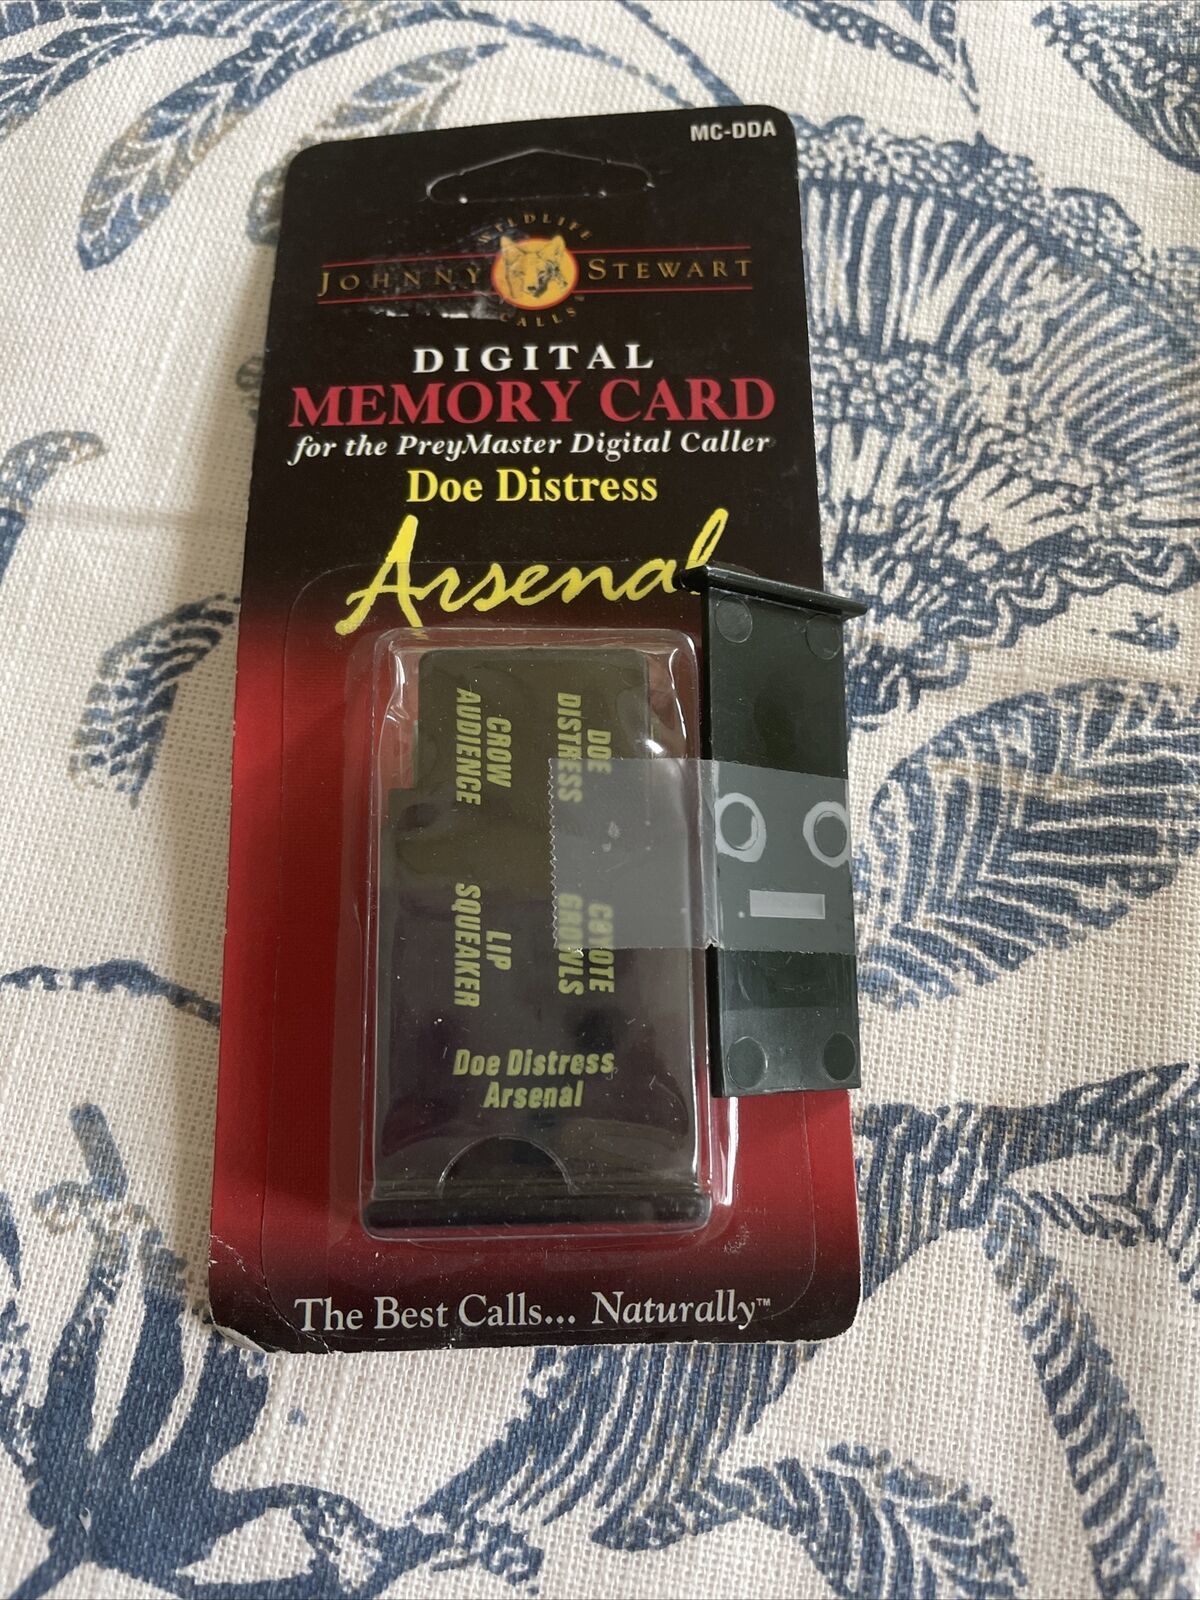 MC-DDA
WILDLIFE
JOHNNY STEWART
CALLS™
DIGITAL
MEMORY CARD
for the PreyMaster Digital Caller
Doe Distress
Arsenal
CROW
AUDIENCE
DOE
DISTRESS
LIP
SQUEAKER
COYOTE
GROWLS
Doe Distress
Arsenal
The Best Calls... Naturally™